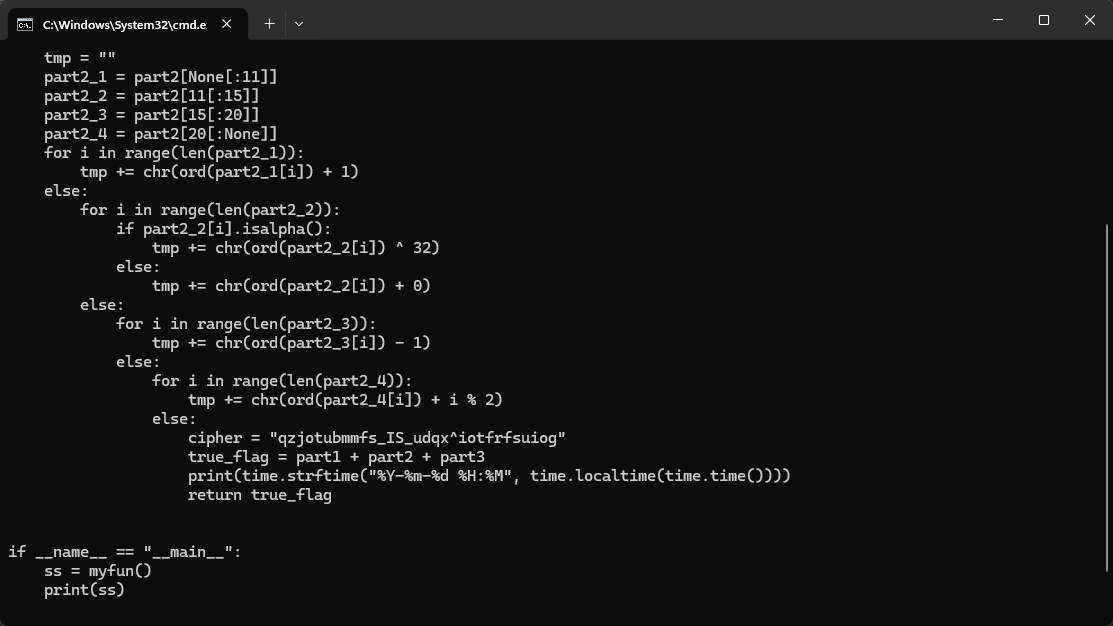 C:\Windows\System32\cmd.e
    tmp = ""
    part2_1 = part2[None[:11]]
    part2_2 = part2[11[:15]]
    part2_3 = part2[15[:20]]
    part2_4 = part2[20[:None]]
    for i in range(len(part2_1)):
        tmp += chr(ord(part2_1[i]) + 1)
    else:
        for i in range(len(part2_2)):
            if part2_2[i].isalpha():
                tmp += chr(ord(part2_2[i]) ^ 32)
            else:
                tmp += chr(ord(part2_2[i]) + 0)
        else:
            for i in range(len(part2_3)):
                tmp += chr(ord(part2_3[i]) - 1)
            else:
                for i in range(len(part2_4)):
                    tmp += chr(ord(part2_4[i]) + i % 2)
                else:
                    cipher = "qzjotubmmfs_IS_udqx^iotfrfsuiog"
                    true_flag = part1 + part2 + part3
                    print(time.strftime("%Y-%m-%d %H:%M", time.localtime(time.time())))
                    return true_flag
if __name__ == "__main__":
    ss = myfun()
    print(ss)